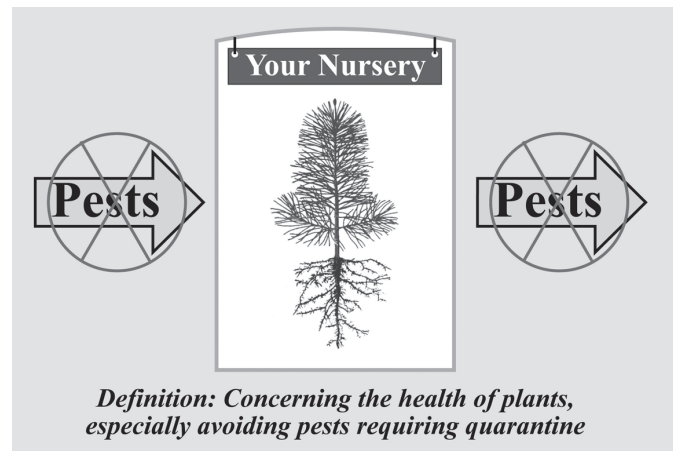 Your Nursery
Pests
Pests
Definition: Concerning the health of plants,
especially avoiding pests requiring quarantine